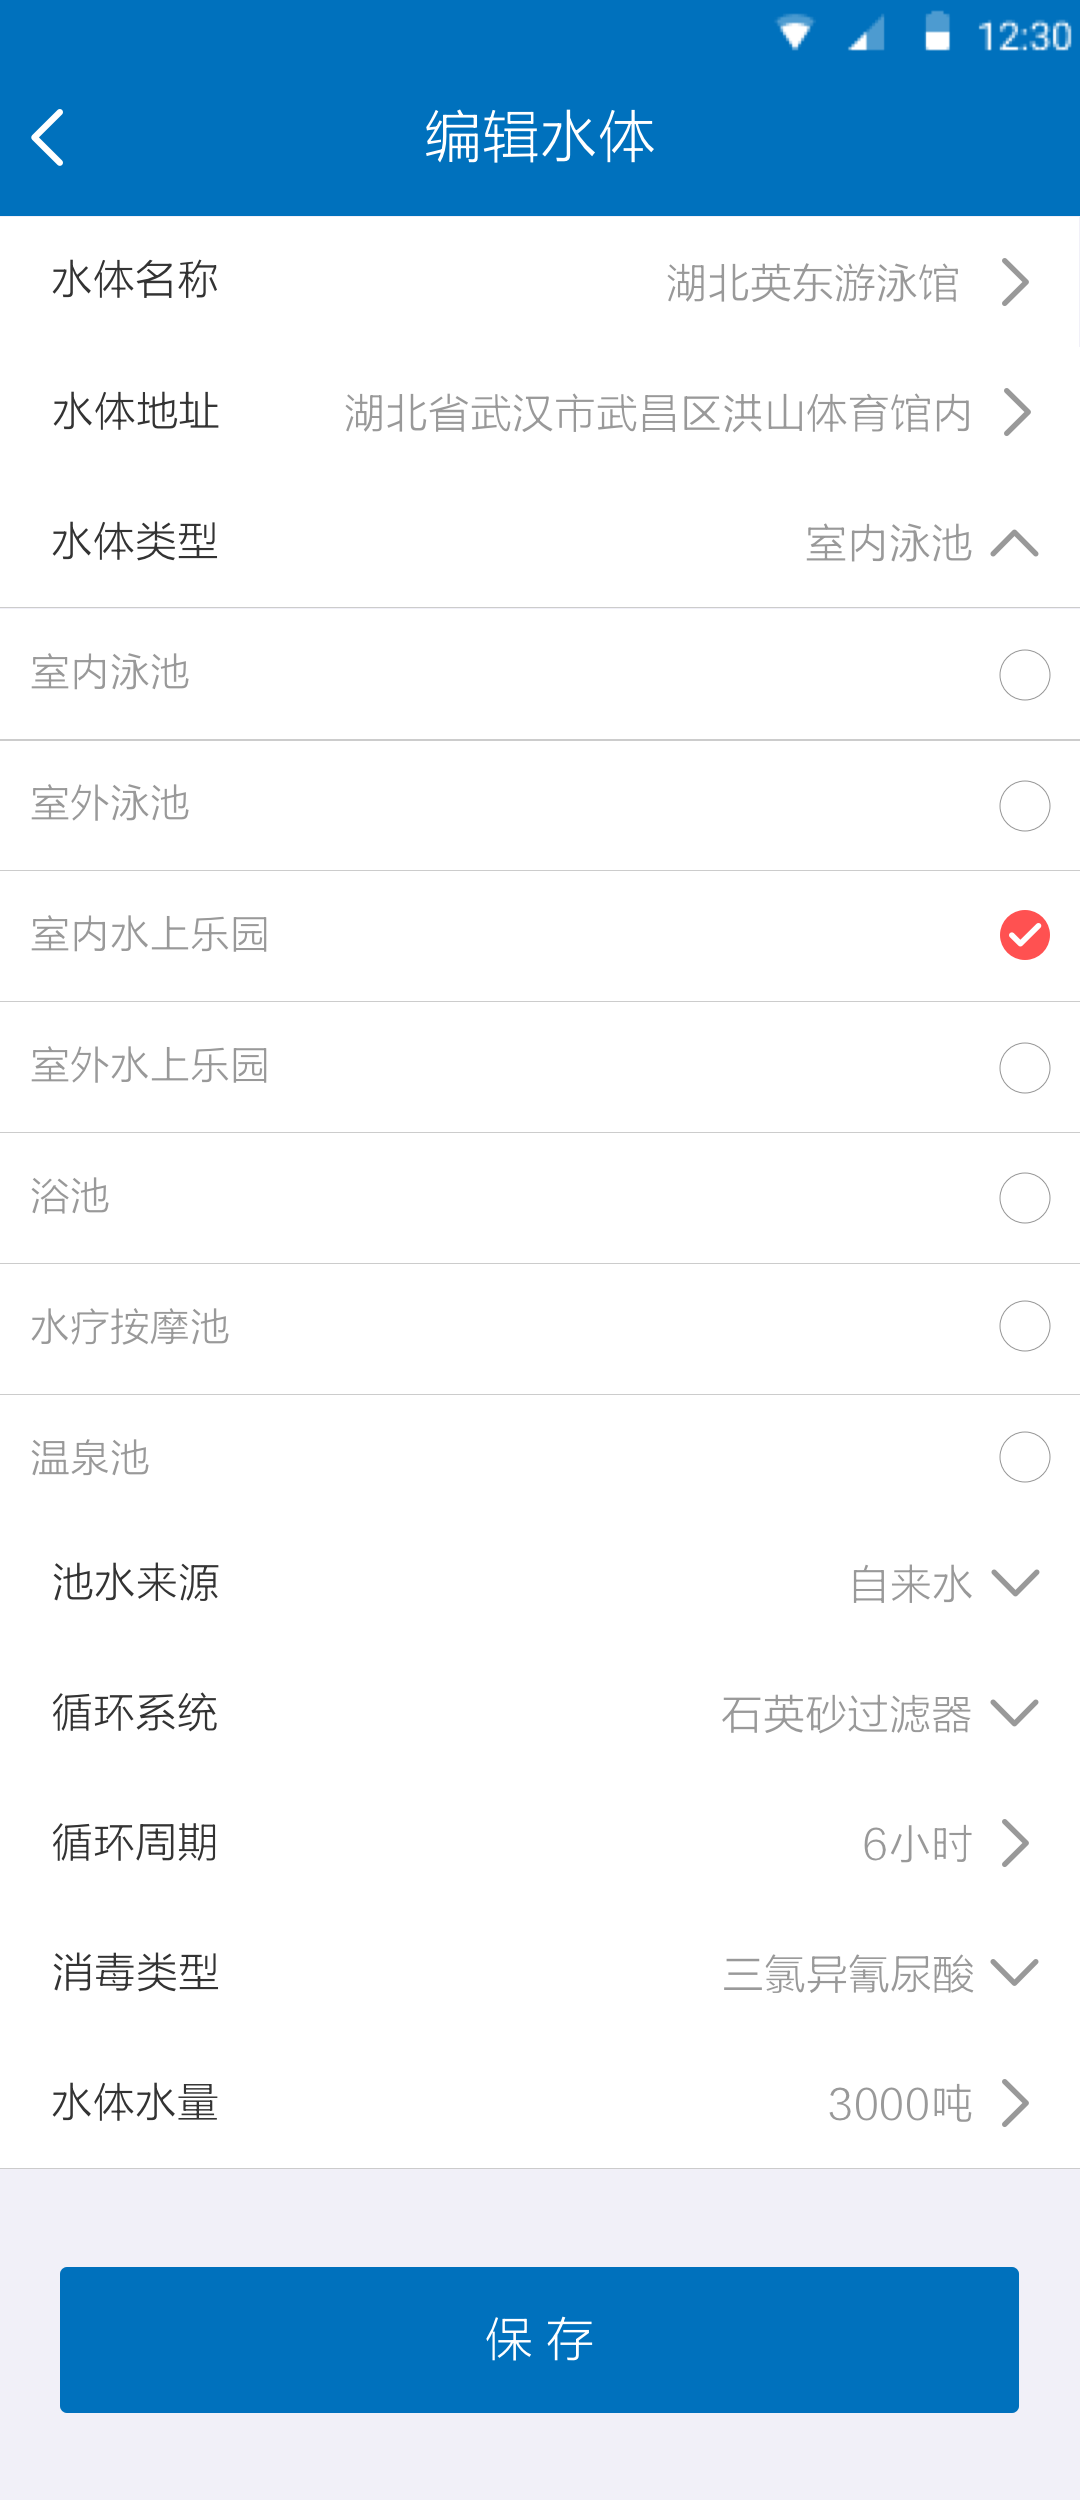 12:30
编辑水体
水体名称 湖北英东游泳馆
水体地址 湖北省武汉市武昌区洪山体育馆内
水体类型 室内泳池
室内泳池
室外泳池
室内水上乐园
室外水上乐园
浴池
水疗按摩池
温泉池
池水来源 自来水
循环系统 石英砂过滤器
循环周期 6小时
消毒类型 三氯异氰尿酸
水体水量 3000吨
保存